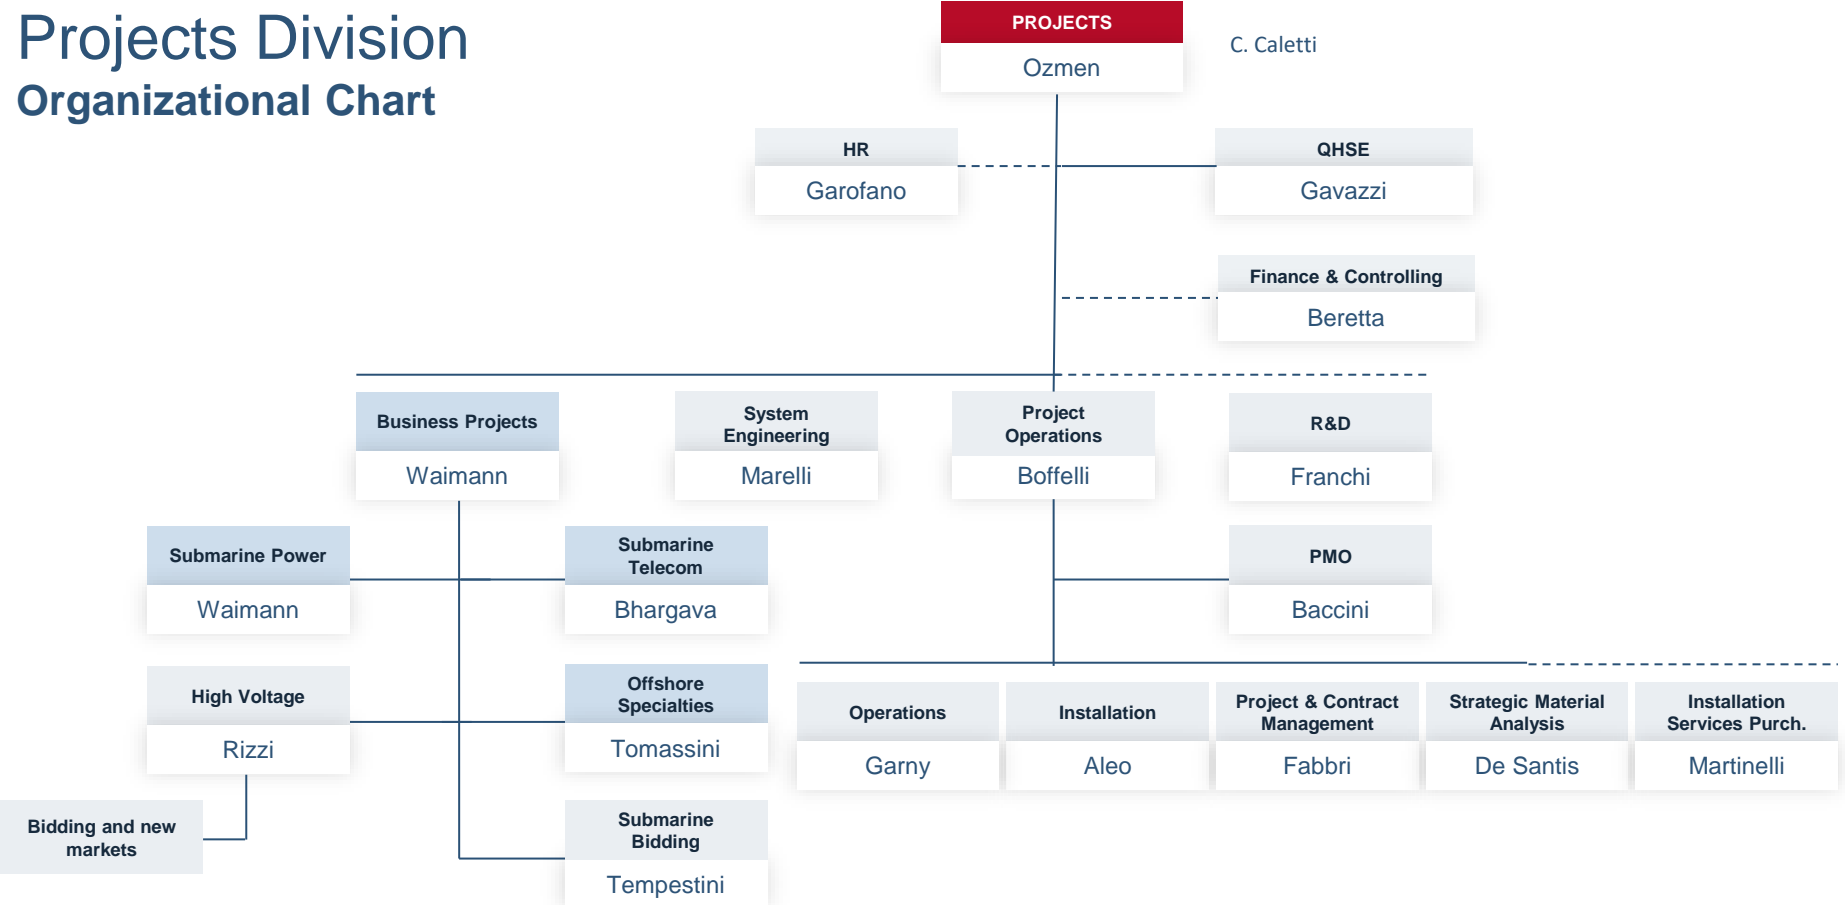 Projects Division
Organizational Chart
PROJECTS
Ozmen
C. Caletti
HR
Garofano
QHSE
Gavazzi
Finance & Controlling
Beretta
Business Projects
Waimann
System
Engineering
Marelli
Project
Operations
Boffelli
R&D
Franchi
Submarine Power
Waimann
Submarine
Telecom
Bhargava
PMO
Baccini
High Voltage
Rizzi
Offshore
Specialties
Tomassini
Operations
Garny
Installation
Aleo
Project & Contract
Management
Fabbri
Strategic Material
Analysis
De Santis
Installation
Services Purch.
Martinelli
Bidding and new
markets
Submarine
Bidding
Tempestini